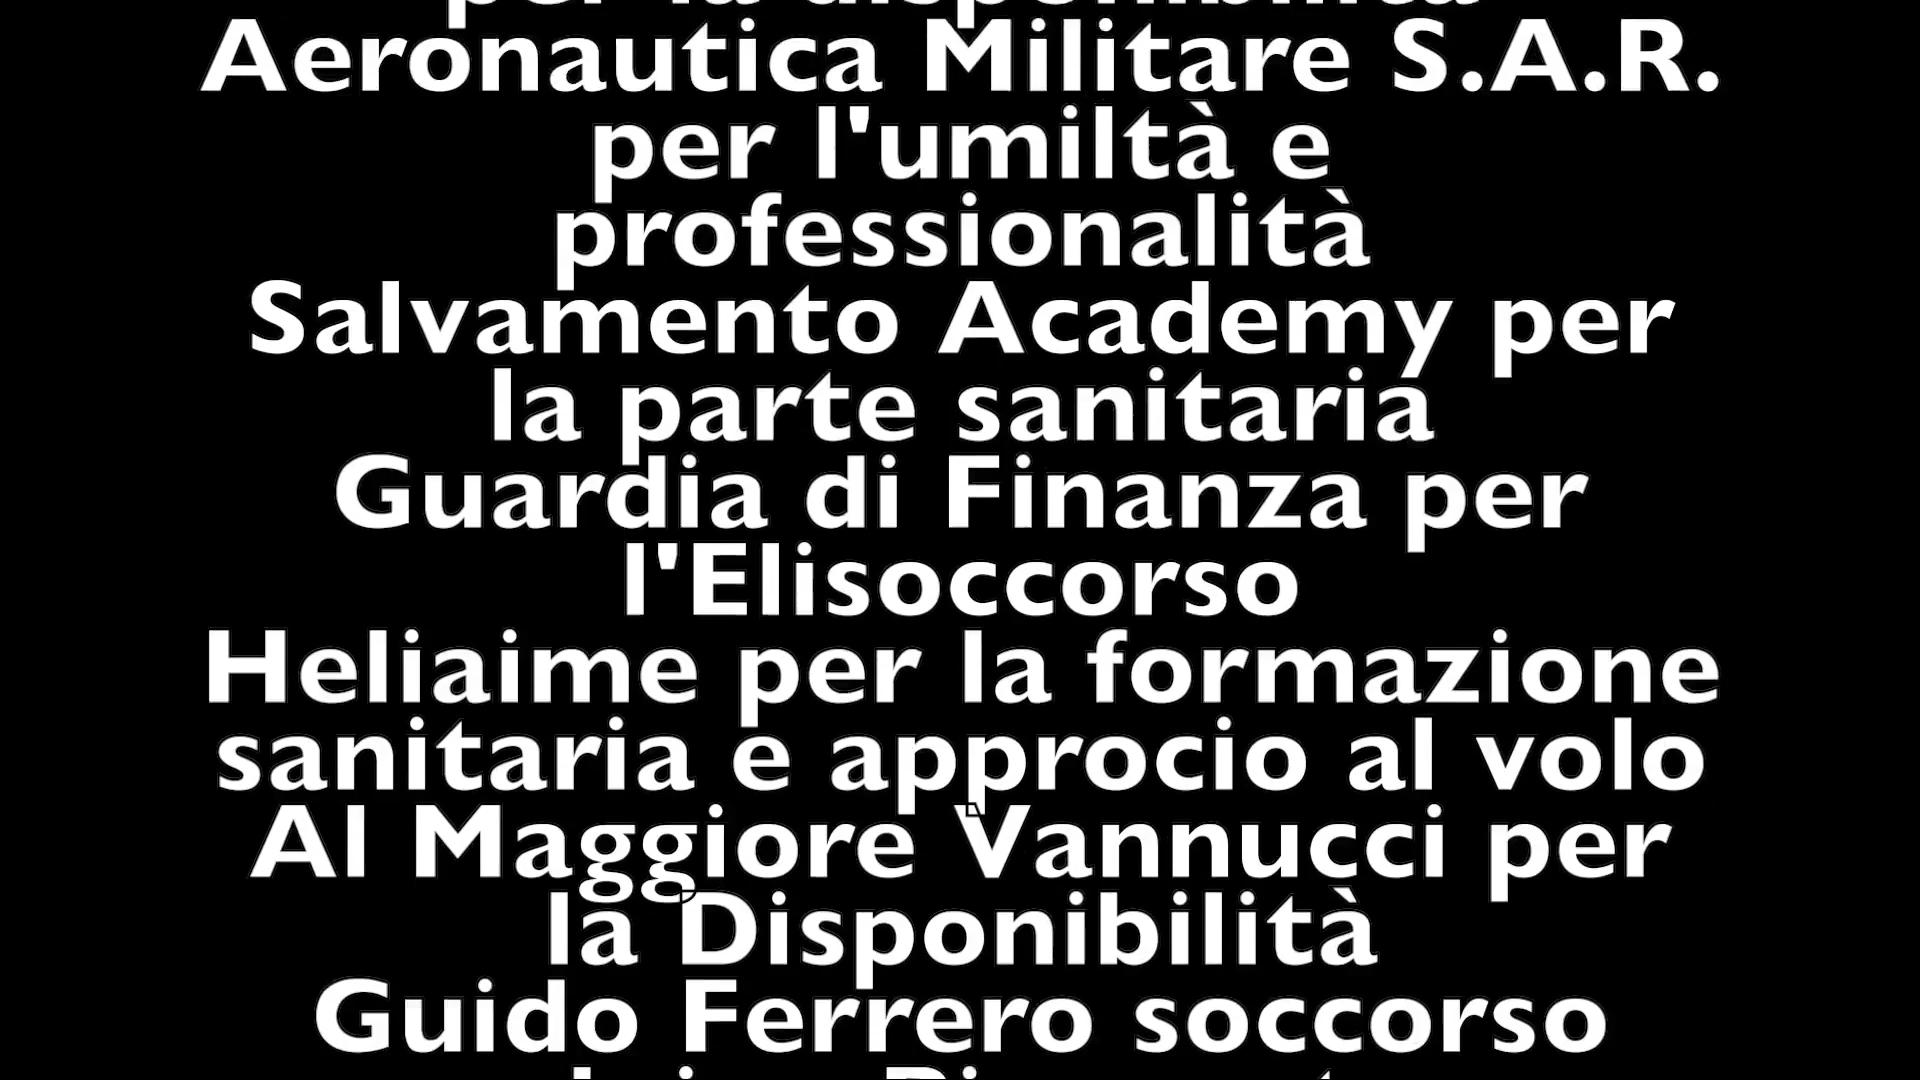 per la disponibilità
Aeronautica Militare S.A.R.
per l'umiltà e
professionalità
Salvamento Academy per
la parte sanitaria
Guardia di Finanza per
l'Elisoccorso
Heliaime per la formazione
sanitaria e approcio al volo
Al Maggiore Vannucci per
la Disponibilità
Guido Ferrero soccorso